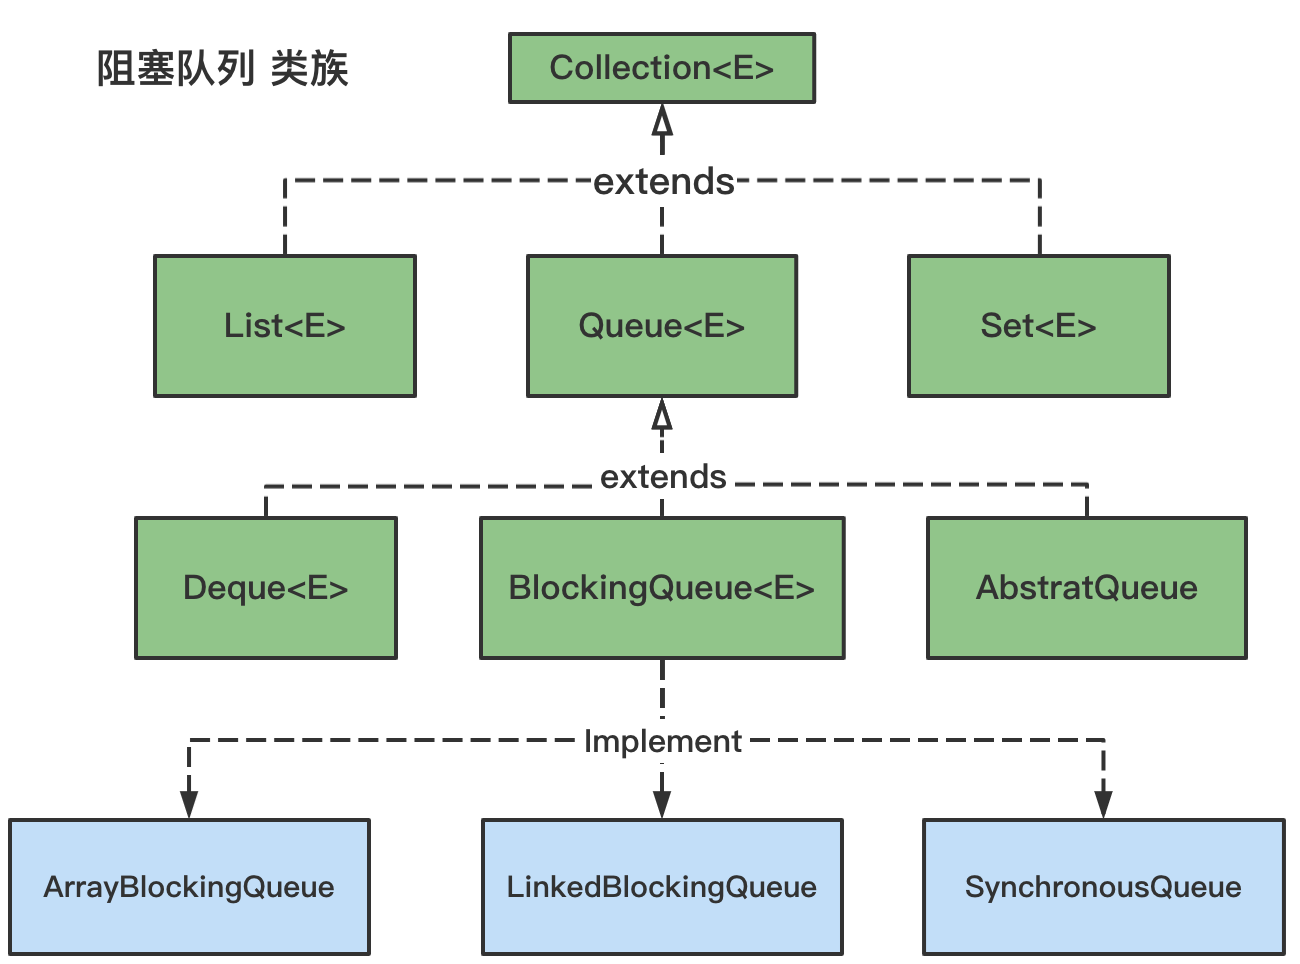 阻塞队列 类族
Collection<E>
extends
List<E>
Queue<E>
Set<E>
extends
Deque<E>
BlockingQueue<E>
AbstratQueue
Implement
ArrayBlockingQueue
LinkedBlockingQueue
SynchronousQueue